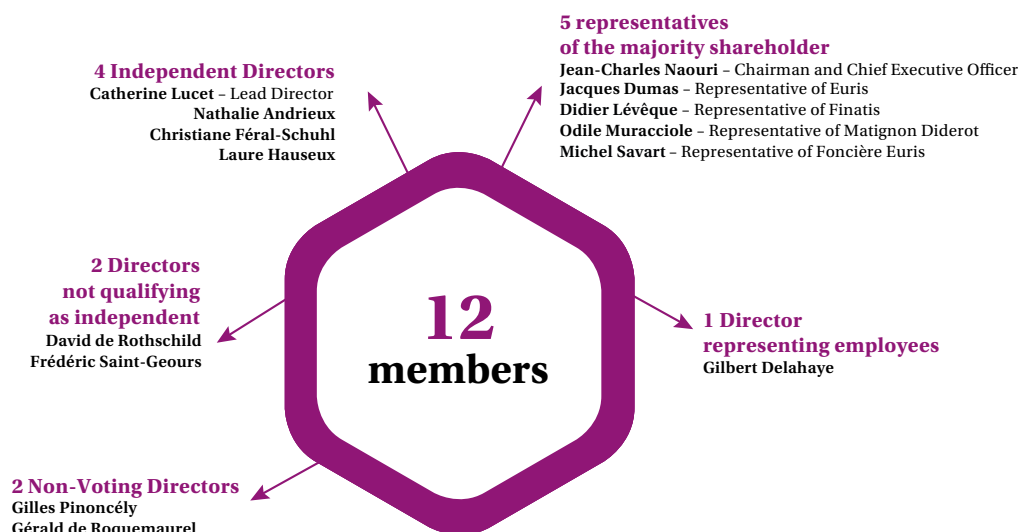 5 representatives
of the majority shareholder
Jean-Charles Naouri – Chairman and Chief Executive Officer
Jacques Dumas – Representative of Euris
Didier Lévêque – Representative of Finatis
Odile Muracciole – Representative of Matignon Diderot
Michel Savart – Representative of Foncière Euris
4 Independent Directors
Catherine Lucet – Lead Director
Nathalie Andrieux
Christiane Féral-Schuhl
Laure Hauseux
2 Directors
not qualifying
as independent
David de Rothschild
Frédéric Saint-Geours
12
members
1 Director
representing employees
Gilbert Delahaye
2 Non-Voting Directors
Gilles Pinoncély
Gérald de Roquemaurel